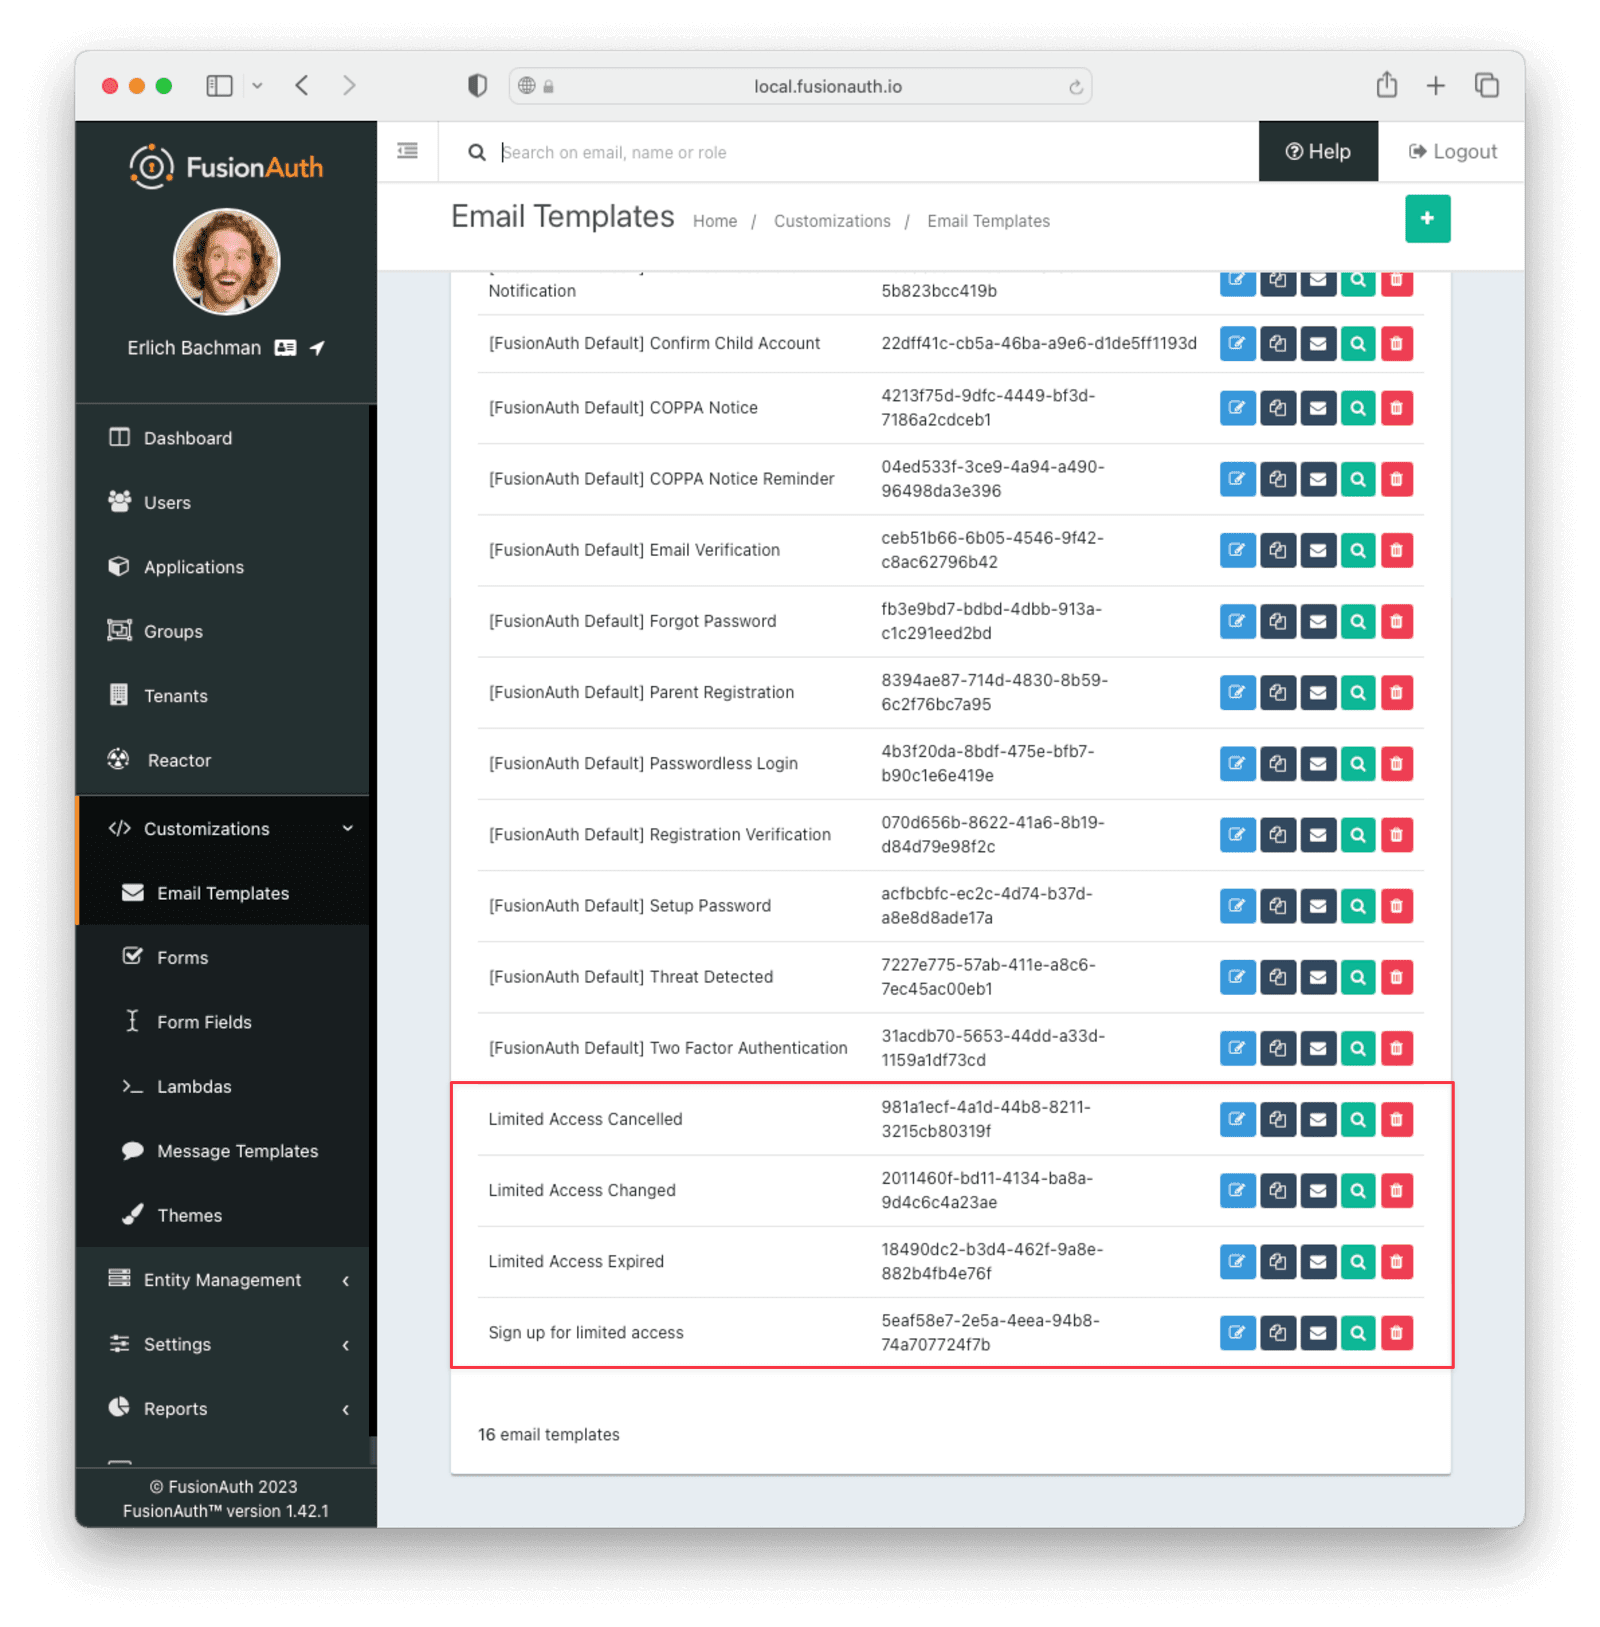 local.fusionauth.io
FusionAuth
Search on email, name or role
Help
Logout
Email Templates
Home / Customizations / Email Templates
Erlich Bachman
Dashboard
Users
Applications
Groups
Tenants
Reactor
Customizations
Email Templates
Forms
Form Fields
Lambdas
Message Templates
Themes
Entity Management
Settings
Reports
© FusionAuth 2023
FusionAuth™ version 1.42.1
Notification
5b823bcc419b
[FusionAuth Default] Confirm Child Account
22dff41c-cb5a-46ba-a9e6-d1de5ff1193d
[FusionAuth Default] COPPA Notice
4213f75d-9dfc-4449-bf3d-
7186a2cdceb1
[FusionAuth Default] COPPA Notice Reminder
04ed533f-3ce9-4a94-a490-
96498da3e396
[FusionAuth Default] Email Verification
ceb51b66-6b05-4546-9f42-
c8ac62796b42
[FusionAuth Default] Forgot Password
fb3e9bd7-bdbd-4dbb-913a-
c1c291eed2bd
[FusionAuth Default] Parent Registration
8394ae87-714d-4830-8b59-
6c2f76bc7a95
[FusionAuth Default] Passwordless Login
4b3f20da-8bdf-475e-bfb7-
b90c1e6e419e
[FusionAuth Default] Registration Verification
070d656b-8622-41a6-8b19-
d84d79e98f2c
[FusionAuth Default] Setup Password
acfbcbfc-ec2c-4d74-b37d-
a8e8d8ade17a
[FusionAuth Default] Threat Detected
7227e775-57ab-411e-a8c6-
7ec45ac00eb1
[FusionAuth Default] Two Factor Authentication
31acdb70-5653-44dd-a33d-
1159a1df73cd
Limited Access Cancelled
981a1ecf-4a1d-44b8-8211-
3215cb80319f
Limited Access Changed
2011460f-bd11-4134-ba8a-
9d4c6c4a23ae
Limited Access Expired
18490dc2-b3d4-462f-9a8e-
882b4fb4e76f
Sign up for limited access
5eaf58e7-2e5a-4eea-94b8-
74a707724f7b
16 email templates